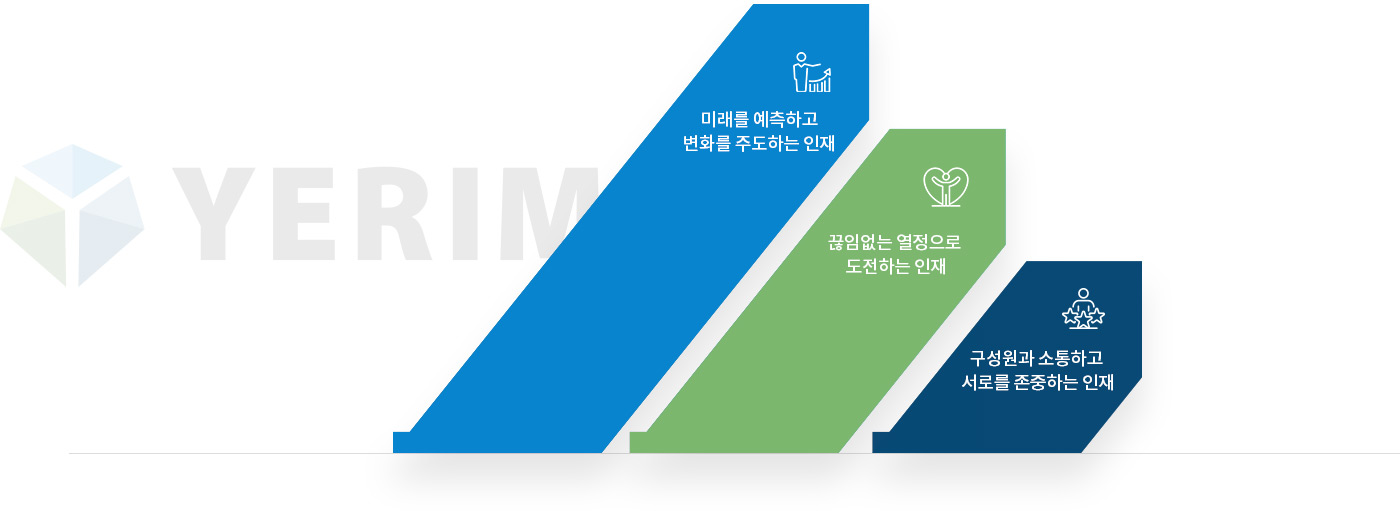 YERIM
미래를 예측하고
변화를 주도하는 인재
끊임없는 열정으로
도전하는 인재
구성원과 소통하고
서로를 존중하는 인재